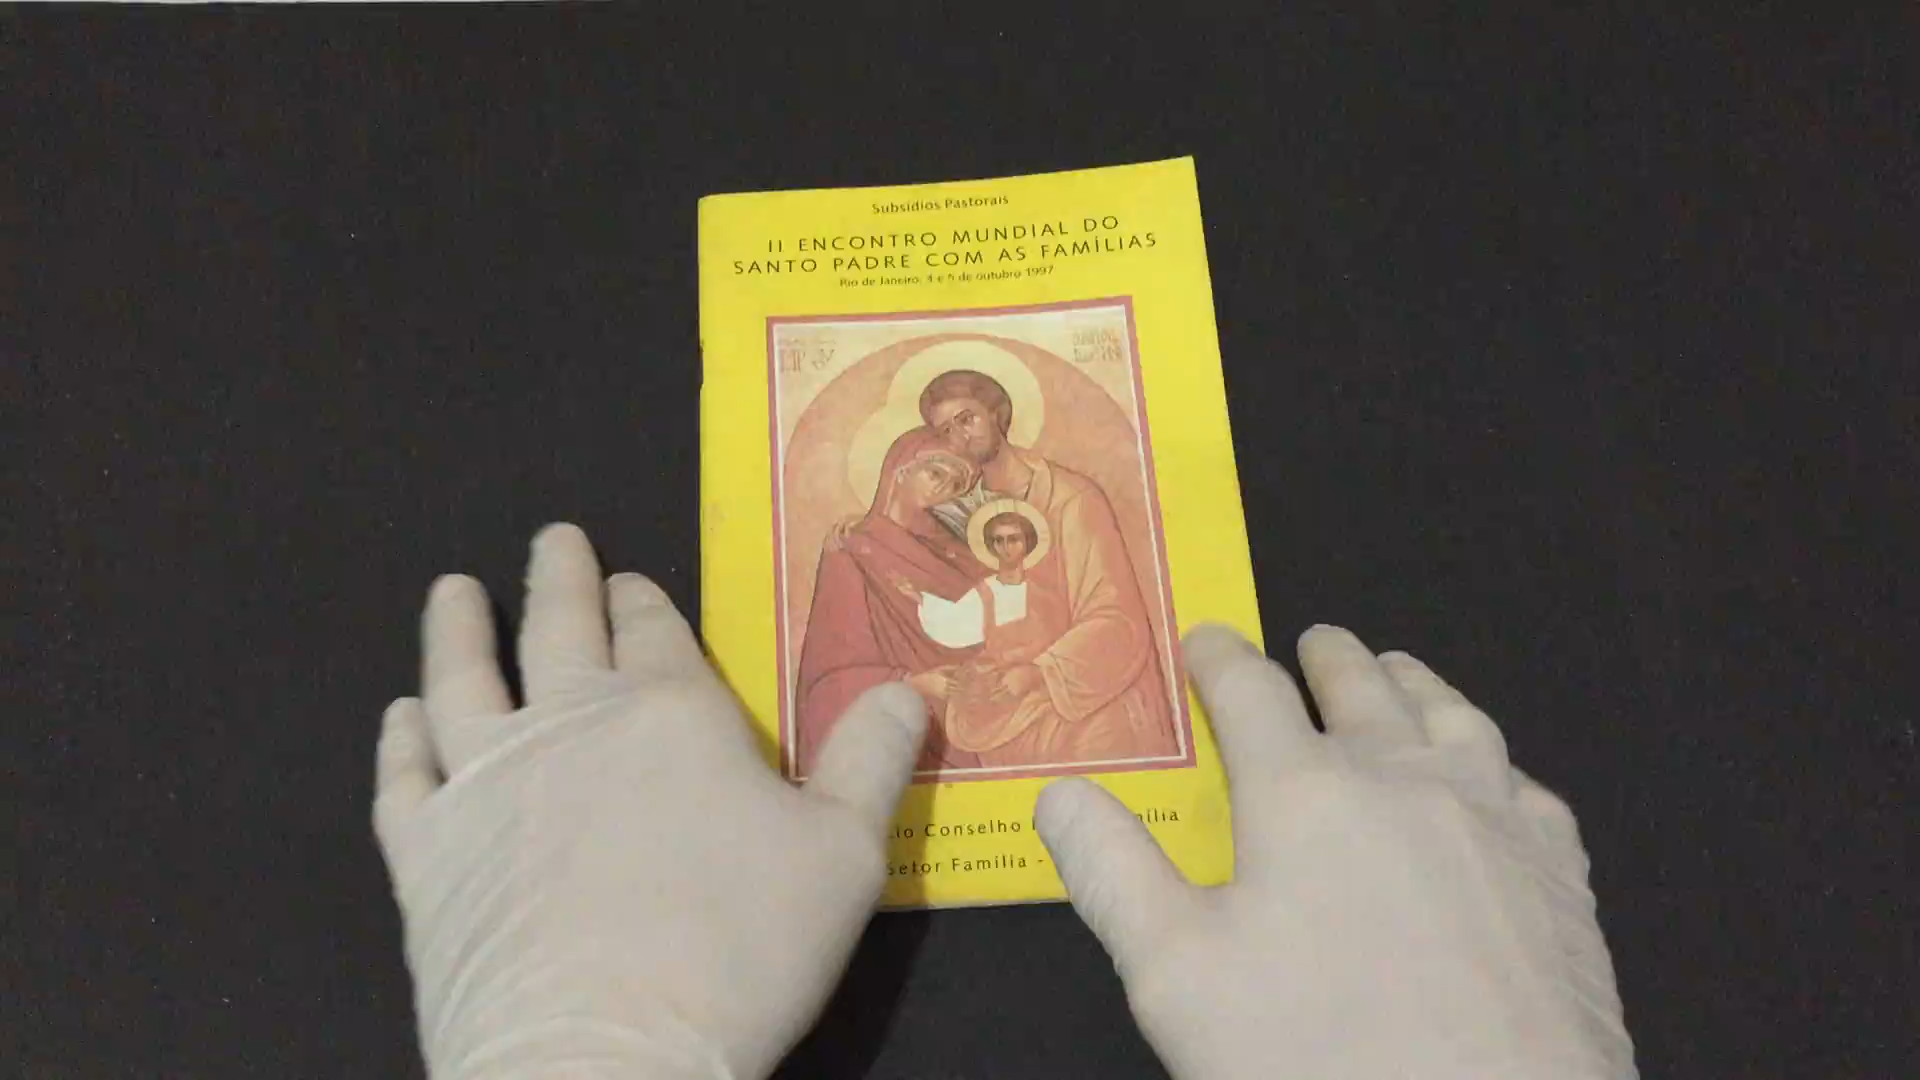 Subsídios Pastorais
II ENCONTRO MUNDIAL DO
SANTO PADRE COM AS FAMÍLIAS
Rio de Janeiro, 4 e 5 de outubro 1997
Conselho
Setor Família -